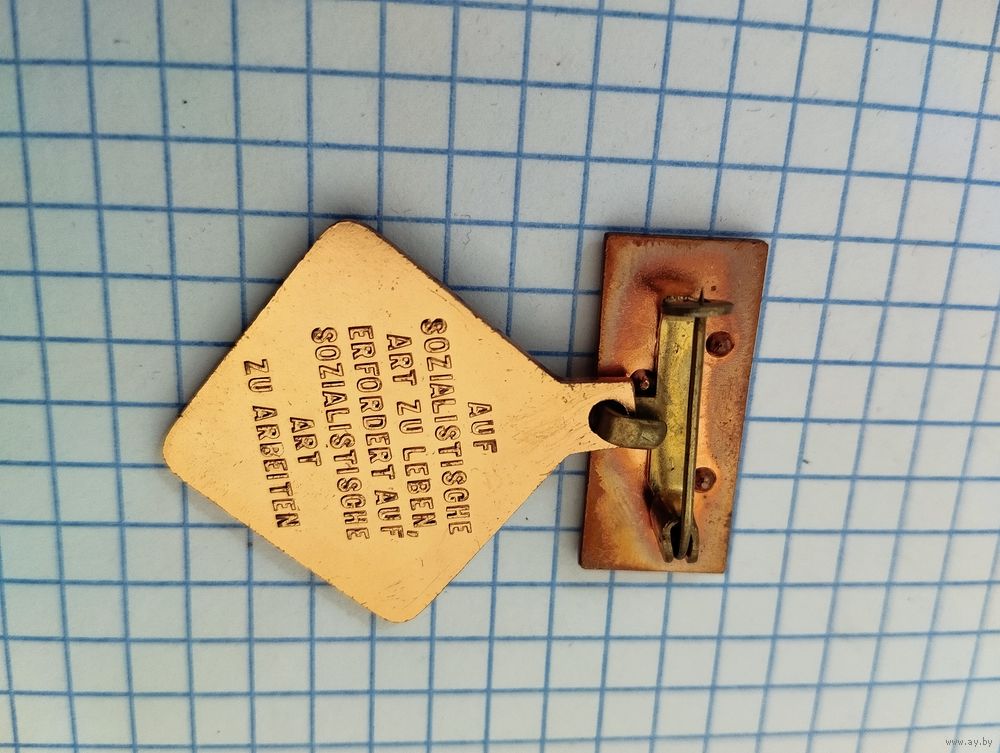 AUF
SOZIALISTISCHE
ART ZU LEBEN,
ERFORDERT AUF
SOZIALISTISCHE
ART
ZU ARBEITEN
www.ay.by